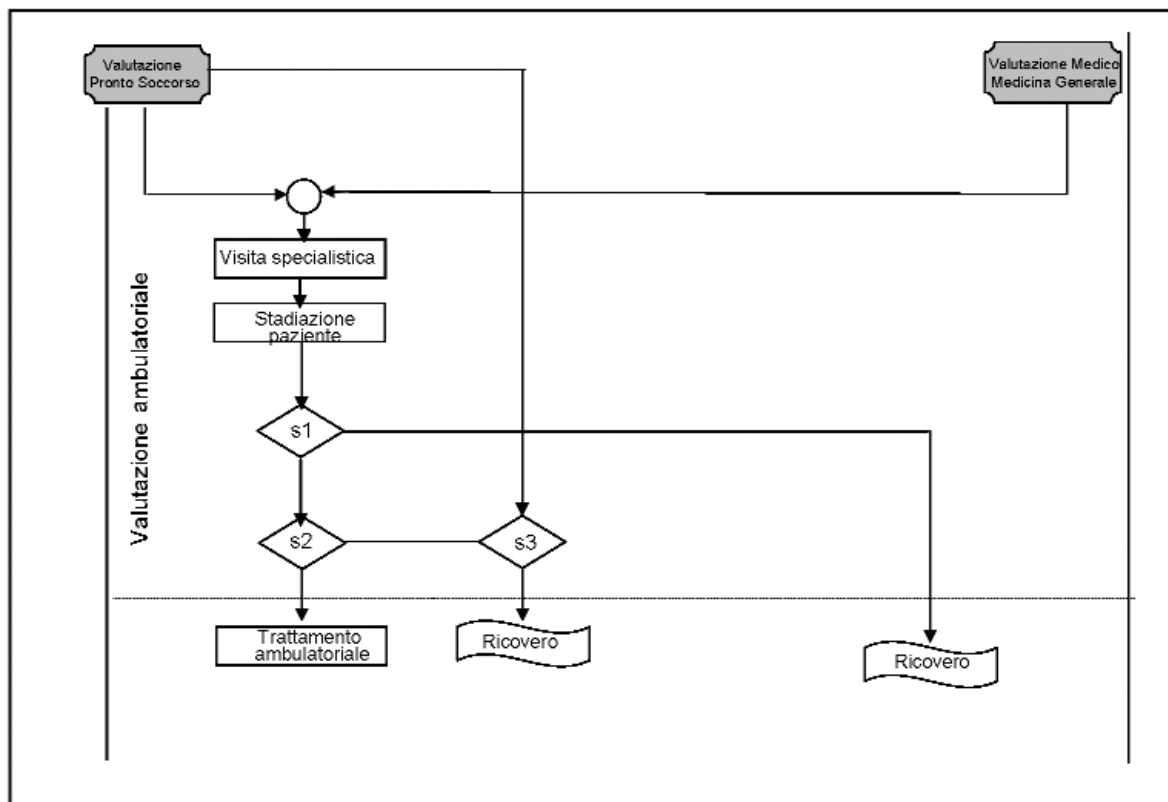 Valutazione
Pronto Soccorso
Valutazione Medico
Medicina Generale
Visita specialistica
Stadiazione
paziente
Valutazione ambulatoriale
s1
s2
s3
Trattamento
ambulatoriale
Ricovero
Ricovero